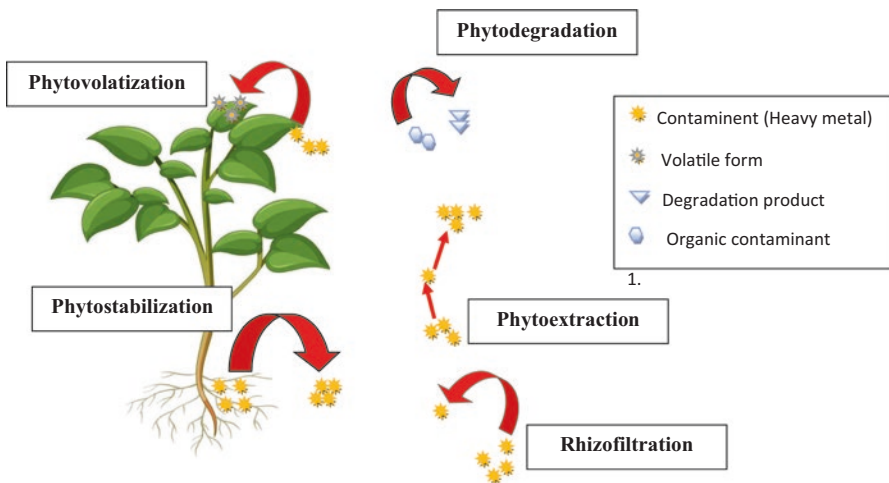 Phytodegradation
Phytovolatization
Contaminent (Heavy metal)
Volatile form
Degradation product
Organic contaminant
1.
Phytostabilization
Phytoextraction
Rhizofiltration